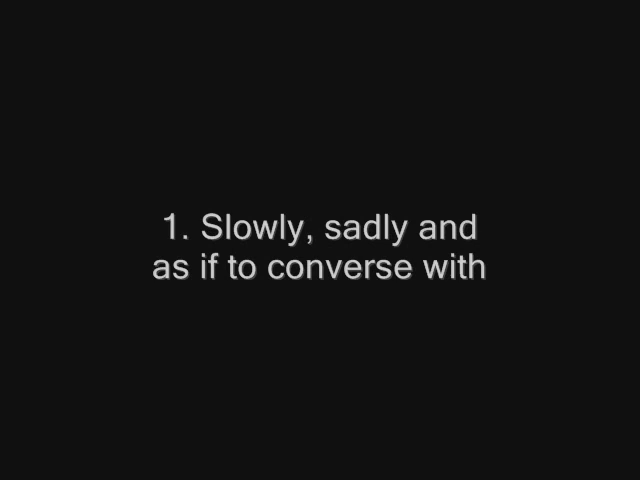 1. Slowly, sadly and
as if to converse with